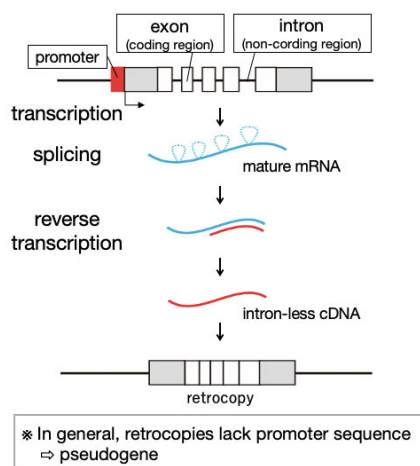 exon
(coding region)
intron
(non-cording region)
promoter
transcription
splicing
mature mRNA
reverse
transcription
intron-less cDNA
retrocopy
※ In general, retrocopies lack promoter sequence
⇨ pseudogene